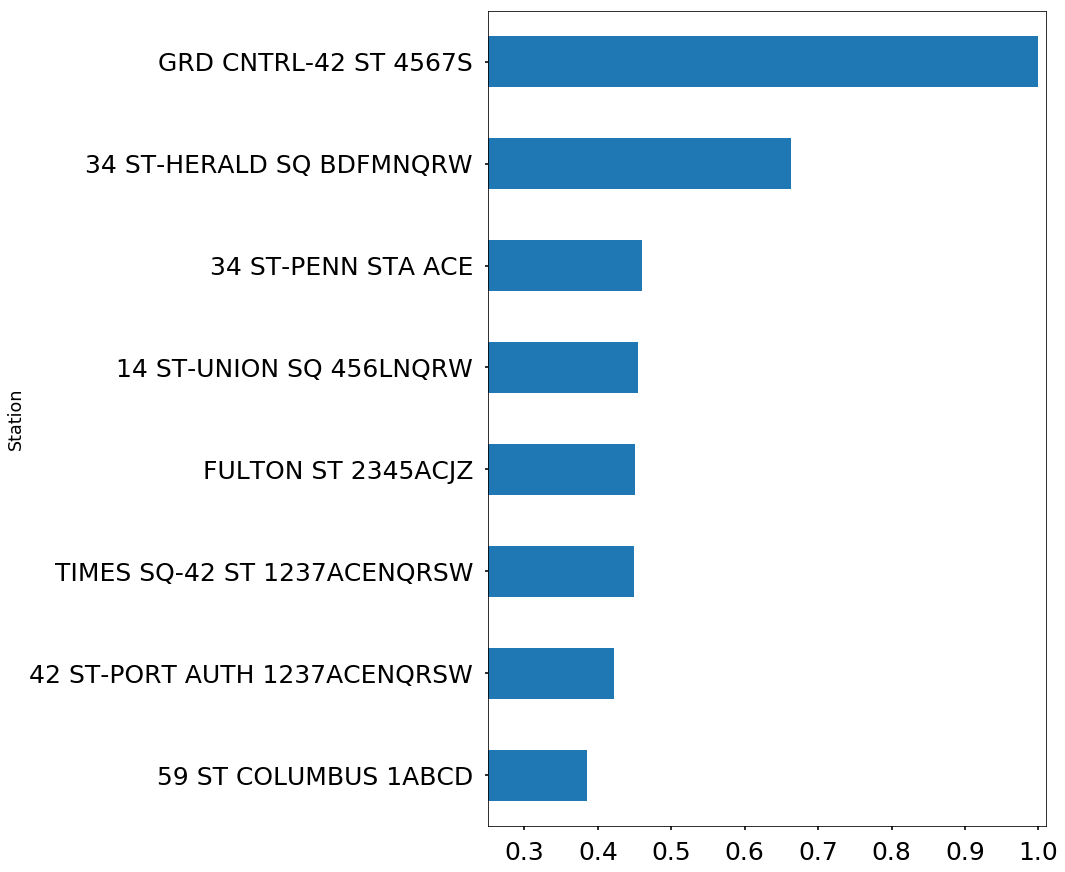 GRD CNTRL-42 ST 4567S
34 ST-HERALD SQ BDFMNQRW
34 ST-PENN STA ACE
14 ST-UNION SQ 456LNQRW
Station
FULTON ST 2345ACJZ
TIMES SQ-42 ST 1237ACENQRSW
42 ST-PORT AUTH 1237ACENQRSW
59 ST COLUMBUS 1ABCD
0.3 0.4 0.5 0.6 0.7 0.8 0.9 1.0